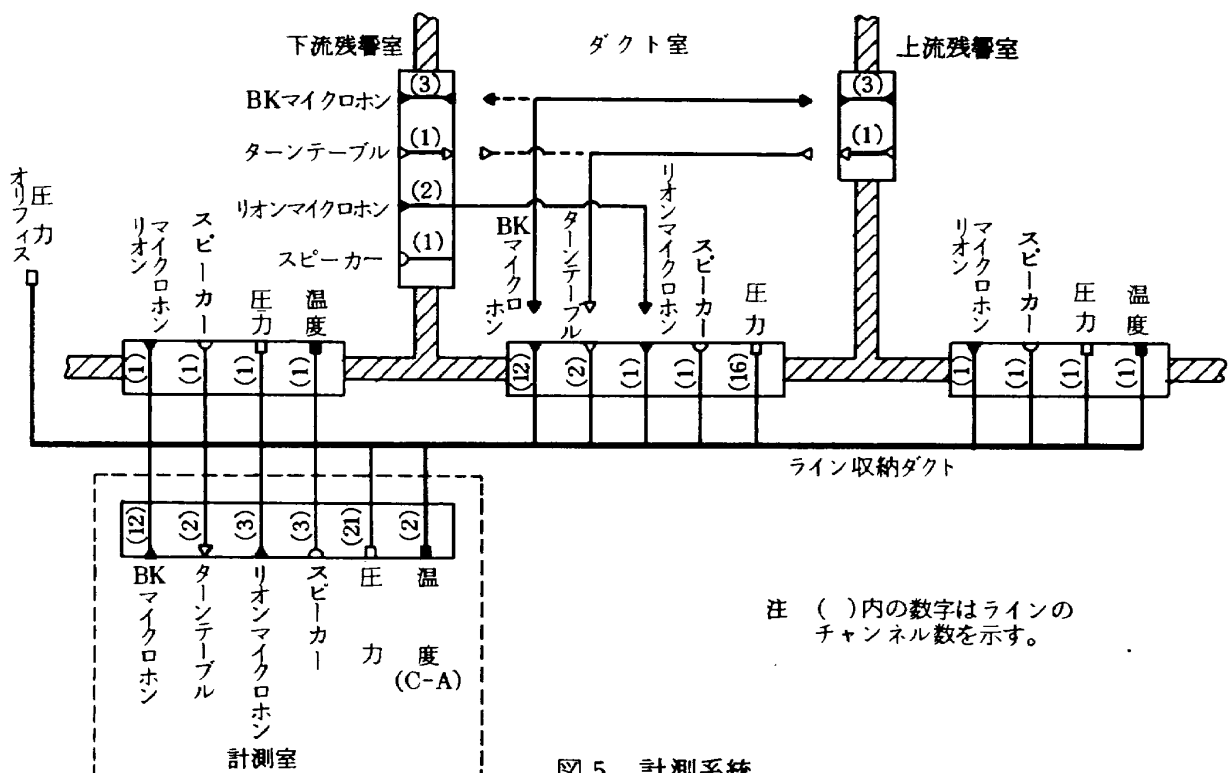 下流残響室
ダクト室
上流残響室
(3)
(3)
BKマイクロホン
(1)
(1)
ターンテーブル
(2)
リオンマイクロホン
(1)
スピーカー
オリフィス
圧力
リオン
マイクロホン
スピーカー
圧力
温度
BK
マイクロホン
ターンテーブル
リオンマイクロホン
スピーカー
圧力
リオン
マイクロホン
スピーカー
圧力
温度
(1)
(1)
(1)
(1)
(12)
(2)
(1)
(1)
(16)
(1)
(1)
(1)
(1)
ライン収納ダクト
(12)
(2)
(3)
(3)
(21)
(2)
BK
マイクロホン
ターンテーブル
リオンマイクロホン
スピーカー
圧力
温度
(C-A)
計測室
注 ( )内の数字はラインの
チャンネル数を示す。
図5 計測系統